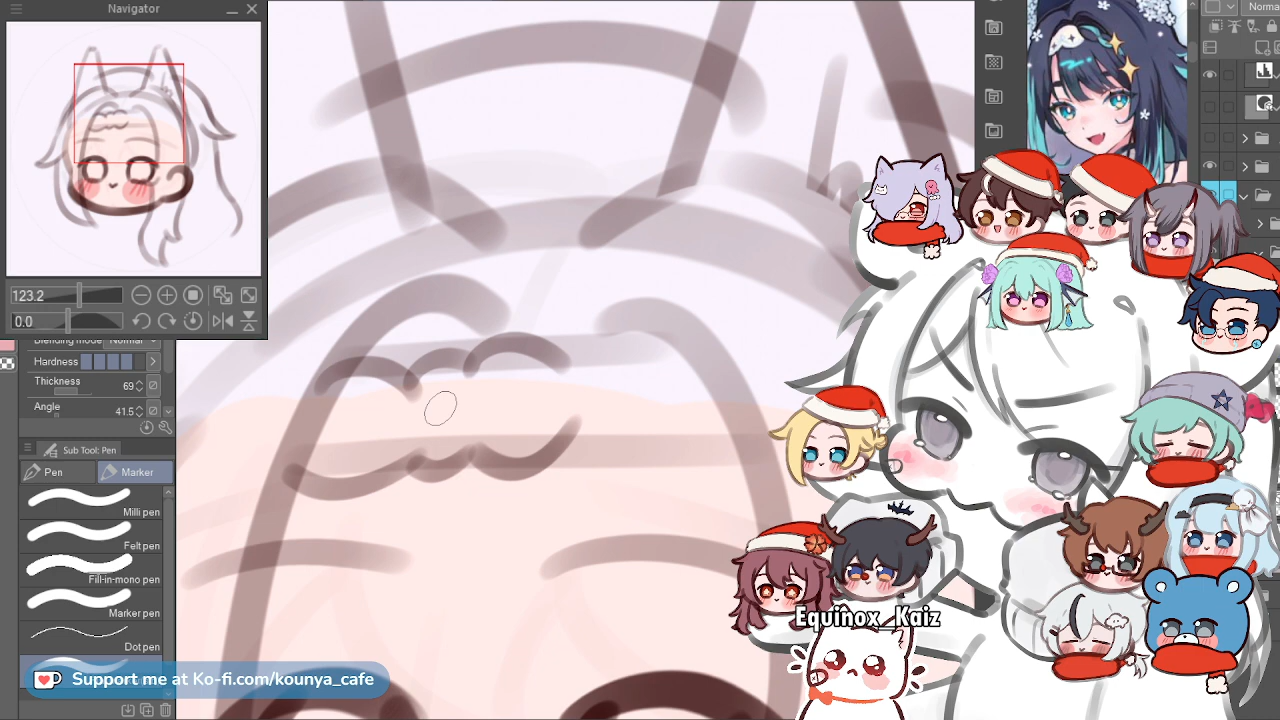 Navigator
Norma
123.2
0.0
Blending mode Normal
Hardness
Thickness
69
Angle
41.5
Sub Tool: Pen
Pen
Marker
Milli pen
Felt pen
Fill-in-mono pen
Marker pen
Dot pen
Equinox_Kaiz
Support me at Ko-fi.com/kounya_cafe